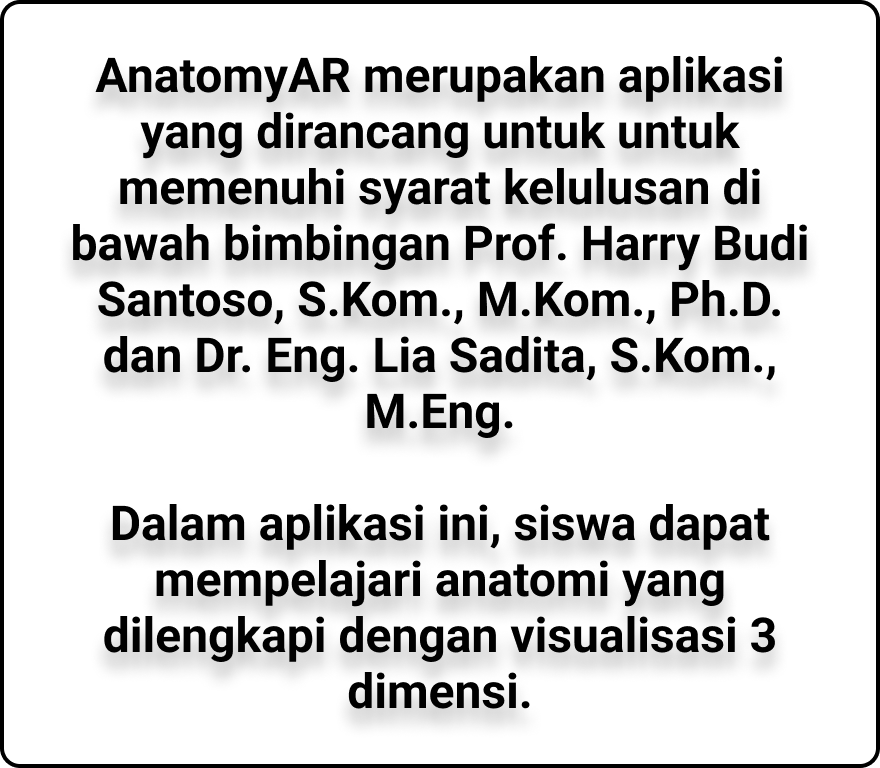 AnatomyAR merupakan aplikasi
yang dirancang untuk untuk
memenuhi syarat kelulusan di
bawah bimbingan Prof. Harry Budi
Santoso, S.Kom., M.Kom., Ph.D.
dan Dr. Eng. Lia Sadita, S.Kom.,
M.Eng.
Dalam aplikasi ini, siswa dapat
mempelajari anatomi yang
dilengkapi dengan visualisasi 3
dimensi.